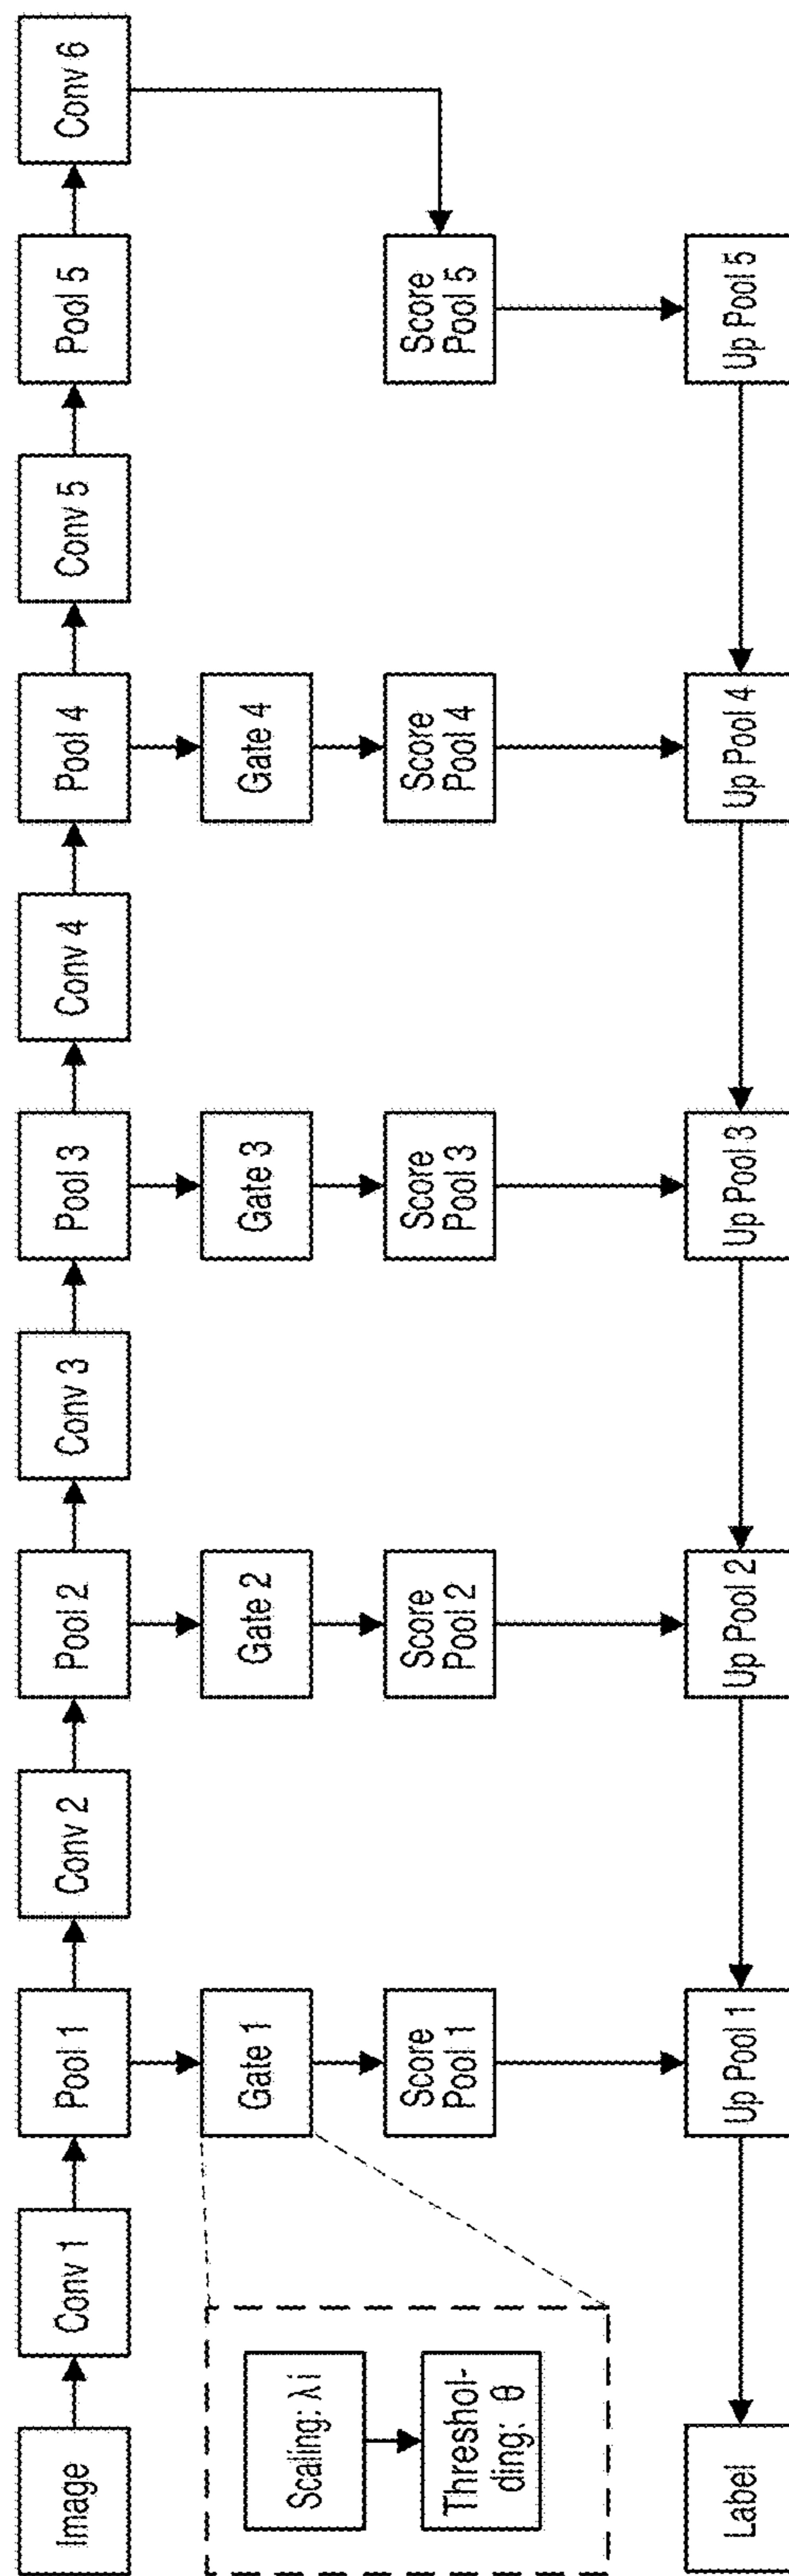 Image
Conv 1
Pool 1
Conv 2
Pool 2
Conv 3
Pool 3
Conv 4
Pool 4
Conv 5
Pool 5
Conv 6
Gate 1
Gate 2
Gate 3
Gate 4
Scaling: λi
Threshol-
ding: θ
Score
Pool 1
Score
Pool 2
Score
Pool 3
Score
Pool 4
Score
Pool 5
Label
Up Pool 1
Up Pool 2
Up Pool 3
Up Pool 4
Up Pool 5